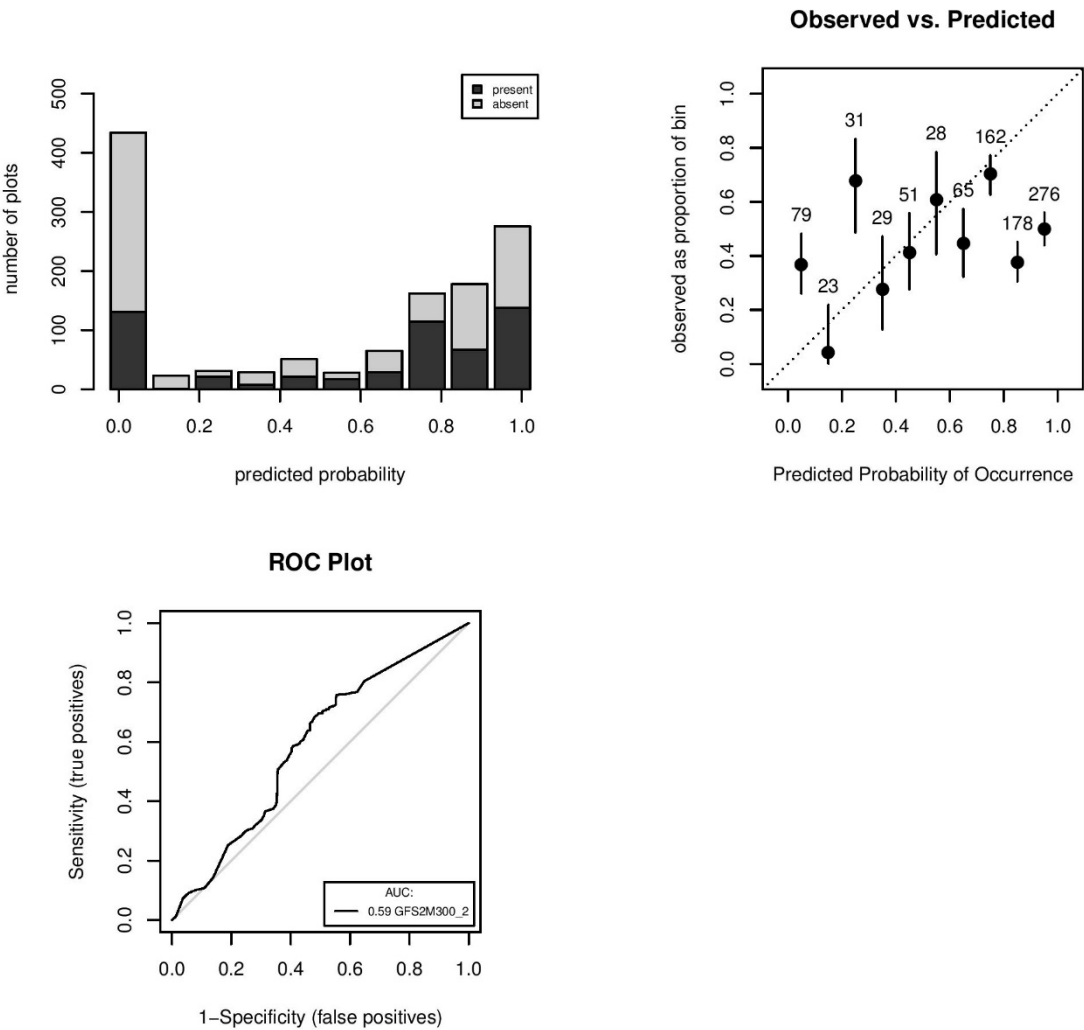 number of plots
500
400
300
200
100
0
present
absent
0.0 0.2 0.4 0.6 0.8 1.0
predicted probability
Observed vs. Predicted
observed as proportion of bin
1.0
0.8
0.6
0.4
0.2
0.0
79
23
31
29
51
28
65
162
178
276
0.0 0.2 0.4 0.6 0.8 1.0
Predicted Probability of Occurrence
ROC Plot
Sensitivity (true positives)
1.0
0.8
0.6
0.4
0.2
0.0
AUC:
0.59 GFS2M300_2
0.0 0.2 0.4 0.6 0.8 1.0
1−Specificity (false positives)